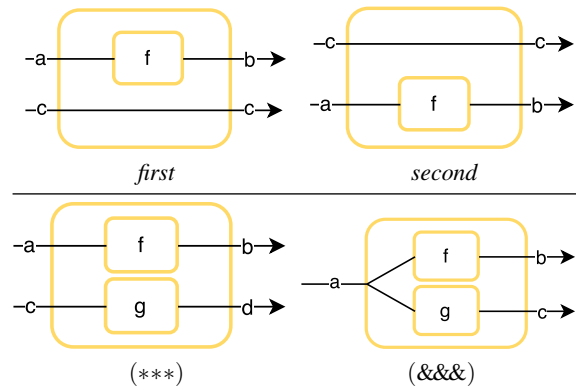 a f b
c c
first
c c
a f b
second
a f b
c g d
(***)
a f b
g c
(&&&)